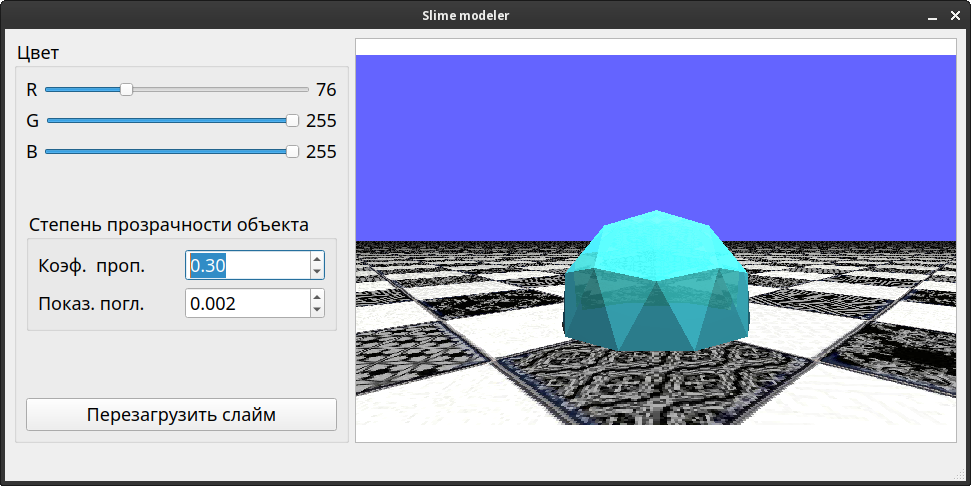 Slime modeler
Цвет
R 76
G 255
B 255
Степень прозрачности объекта
Коэф. проп. 0.30
Показ. погл. 0.002
Перезагрузить слайм